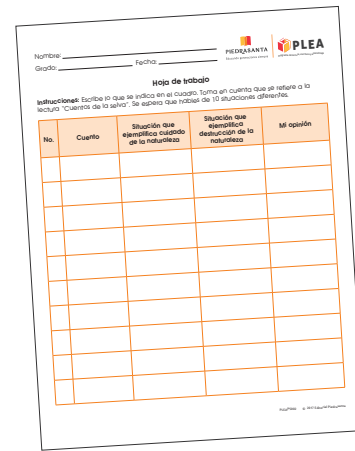 Nombre:
PIEDRASANTA
PLEA
Grado: Fecha:
Hoja de trabajo
Instrucciones: Escribe lo que se indica en el cuadro. Toma en cuenta que se refiere a la
lectura "Cuentos de la selva". Se espera que hables de 10 situaciones diferentes.
No.
Cuento
Situación que
ejemplifica cuidado
de la naturaleza
Situación que
ejemplifica
destrucción de la
naturaleza
Mi opinión